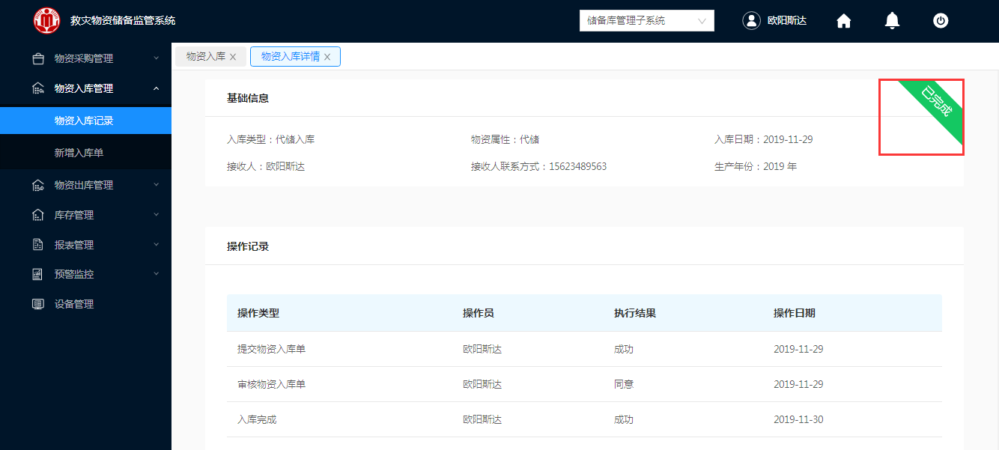 救灾物资储备监管系统
储备库管理子系统
欧阳斯达
物资采购管理
物资入库管理
物资入库记录
新增入库单
物资出库管理
库存管理
报表管理
预警监控
设备管理
物资入库 X
物资入库详情 X
基础信息
已完成
入库类型：代储入库
物资属性：代储
入库日期：2019-11-29
接收人：欧阳斯达
接收人联系方式：15623489563
生产年份：2019 年
操作记录
操作类型 操作员 执行结果 操作日期
提交物资入库单 欧阳斯达 成功 2019-11-29
审核物资入库单 欧阳斯达 同意 2019-11-29
入库完成 欧阳斯达 成功 2019-11-30